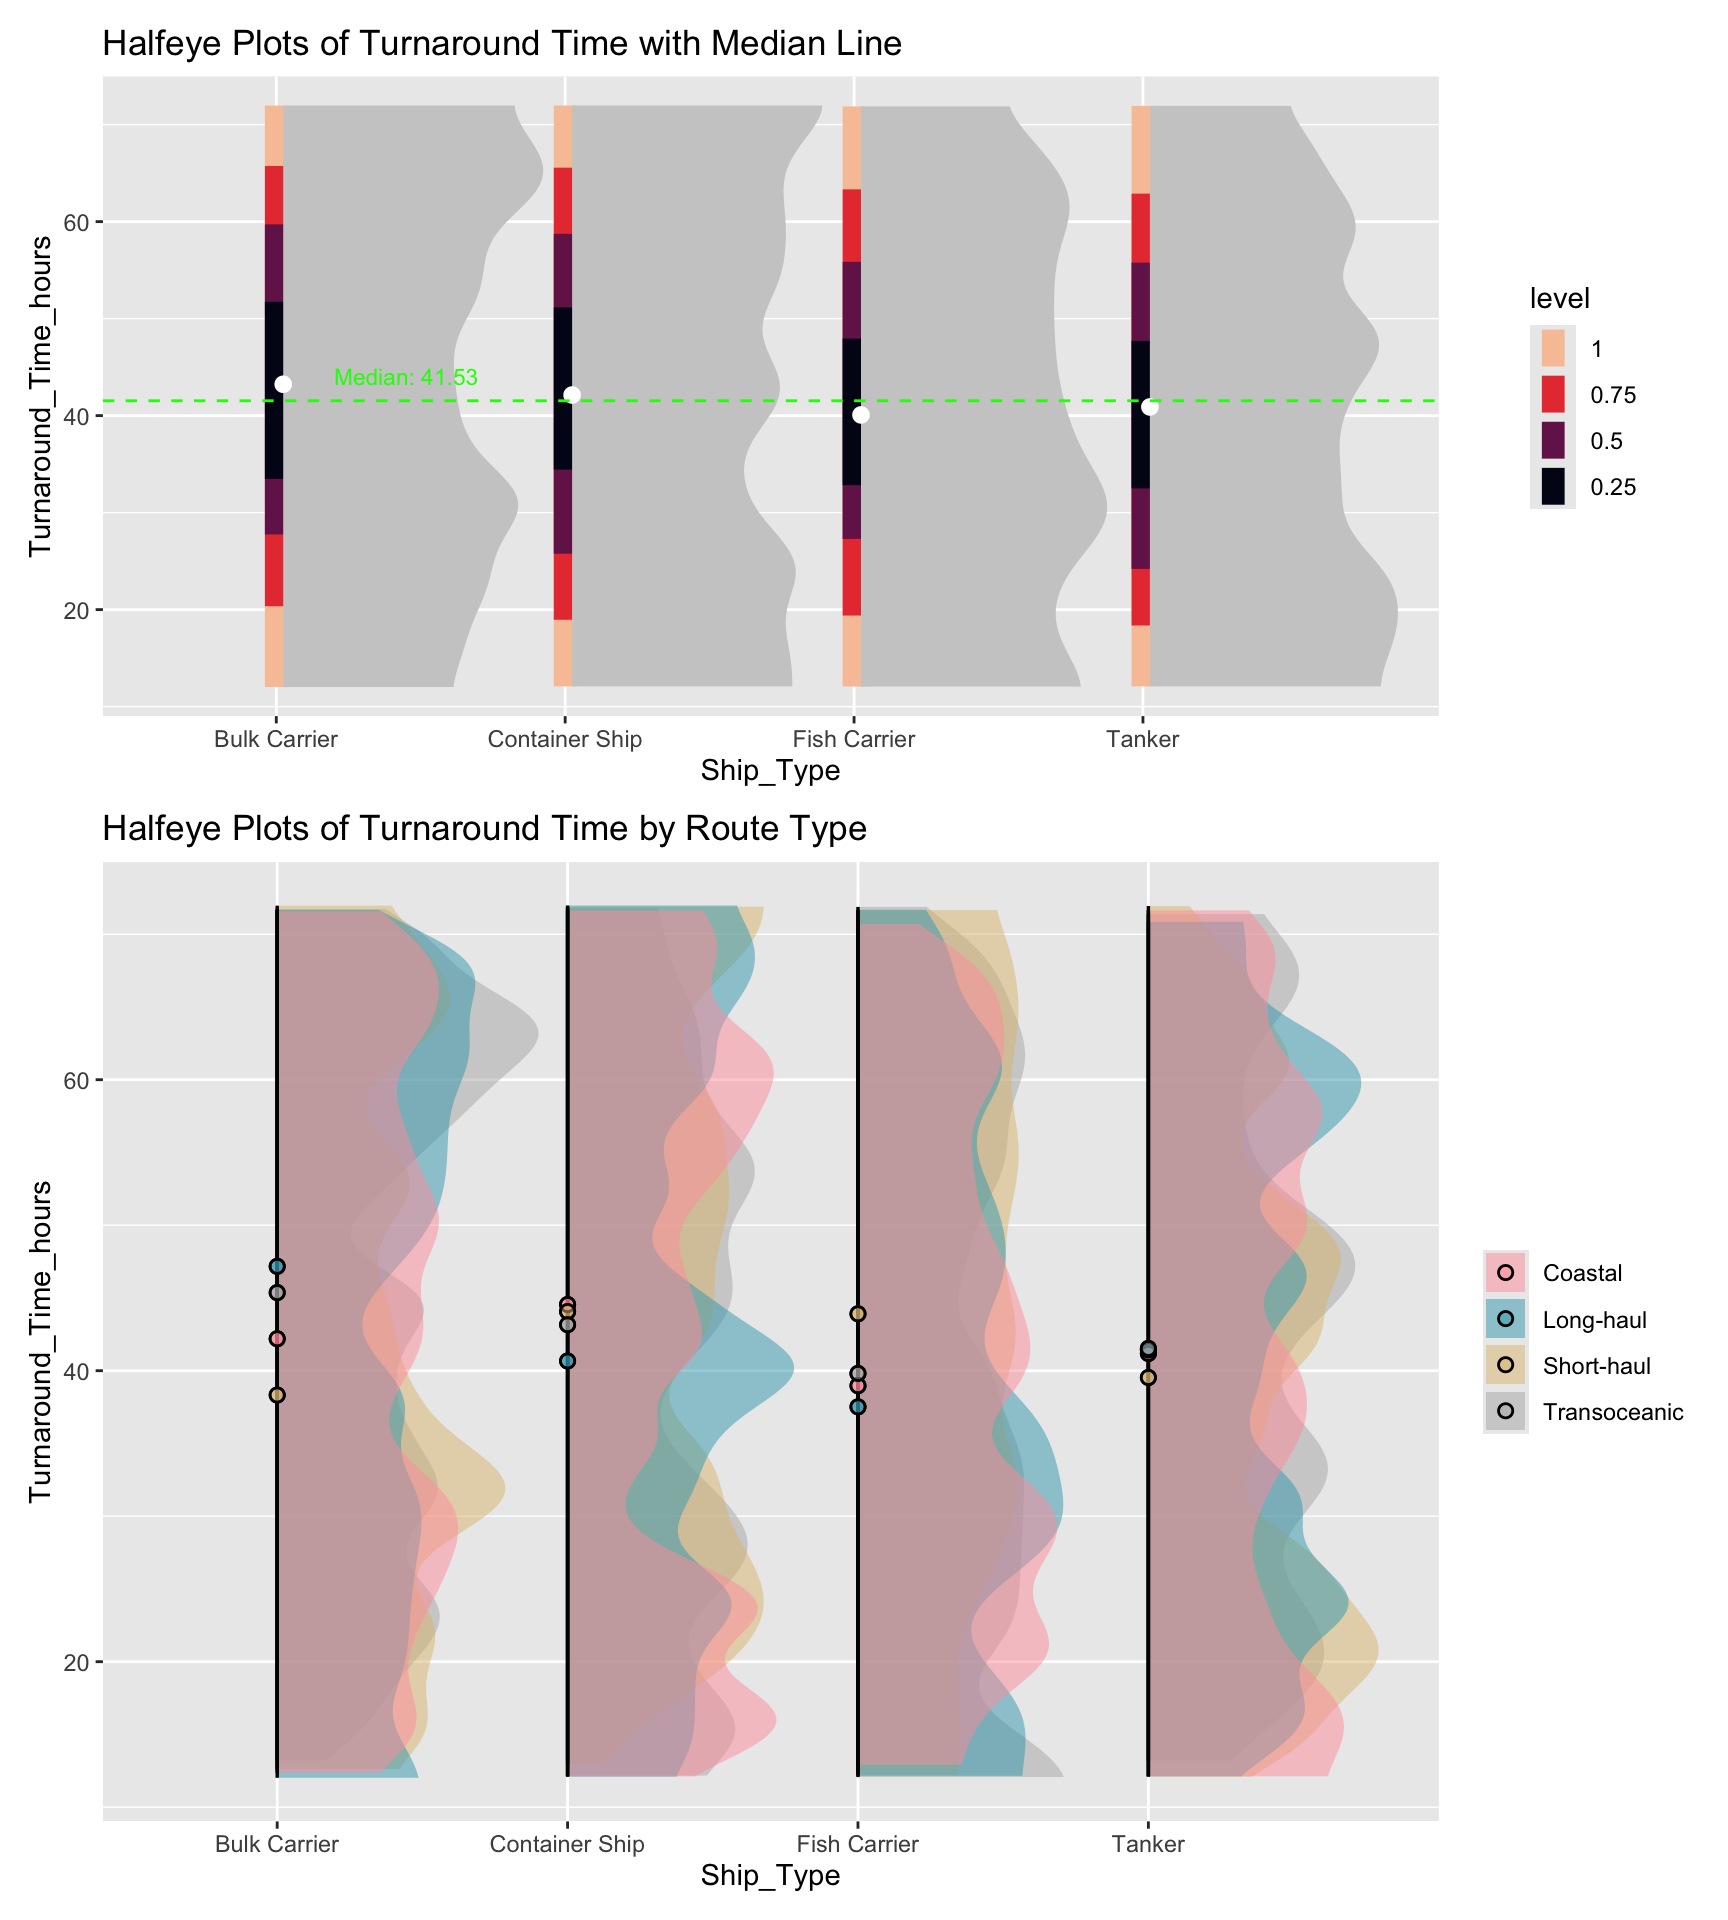 Halfeye Plots of Turnaround Time with Median Line
Turnaround_Time_hours
60
40
20
Median: 41.53
Bulk Carrier
Container Ship
Fish Carrier
Tanker
Ship_Type
level
1
0.75
0.5
0.25
Halfeye Plots of Turnaround Time by Route Type
Turnaround_Time_hours
60
40
20
Bulk Carrier
Container Ship
Fish Carrier
Tanker
Ship_Type
Coastal
Long-haul
Short-haul
Transoceanic